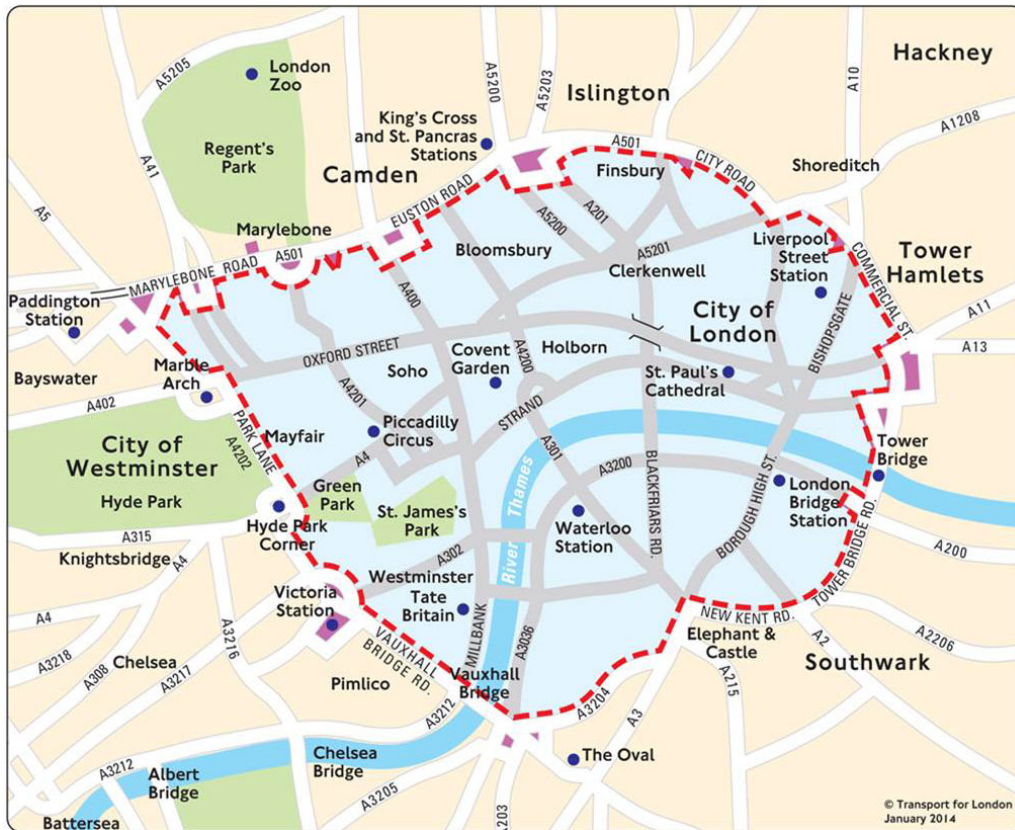 A5205
London
Zoo
Regent's
Park
A41
A5
Camden
King's Cross
and St. Pancras
Stations
A5200
A5203
Islington
A10
Hackney
A1208
Shoreditch
A501
CITY ROAD
Finsbury
EUSTON ROAD
Marylebone
A501
MARYLEBONE ROAD
Bloomsbury
A5200
A201
A5201
Clerkenwell
Liverpool
Street
Station
Tower
Hamlets
COMMERCIAL ST.
BISHOPSGATE
A11
A13
Paddington
Station
Bayswater
Marble
Arch
A402
OXFORD STREET
A400
Soho
Covent
Garden
A4200
Holborn
City of
London
St. Paul's
Cathedral
A4201
Piccadilly
Circus
STRAND
PARK LANE
A4202
Mayfair
City of
Westminster
Hyde Park
A4
Green
Park
St. James's
Park
A301
A3200
River Thames
BLACKFRIARS RD.
BOROUGH HIGH ST.
London
Bridge
Station
Tower
Bridge
Hyde Park
Corner
A315
Knightsbridge
A4
Waterloo
Station
A302
Westminster
Tate
Britain
Victoria
Station
TOWER BRIDGE RD.
A200
NEW KENT RD.
A2
A2206
Elephant &
Castle
Southwark
A215
A4
A3218
A308
Chelsea
A3217
A3216
Pimlico
VAUXHALL
BRIDGE RD.
MILLBANK
A3036
Vauxhall
Bridge
A3212
A3204
A3
The Oval
A3212
Albert
Bridge
Chelsea
Bridge
A3205
A203
Battersea
© Transport for London
January 2014